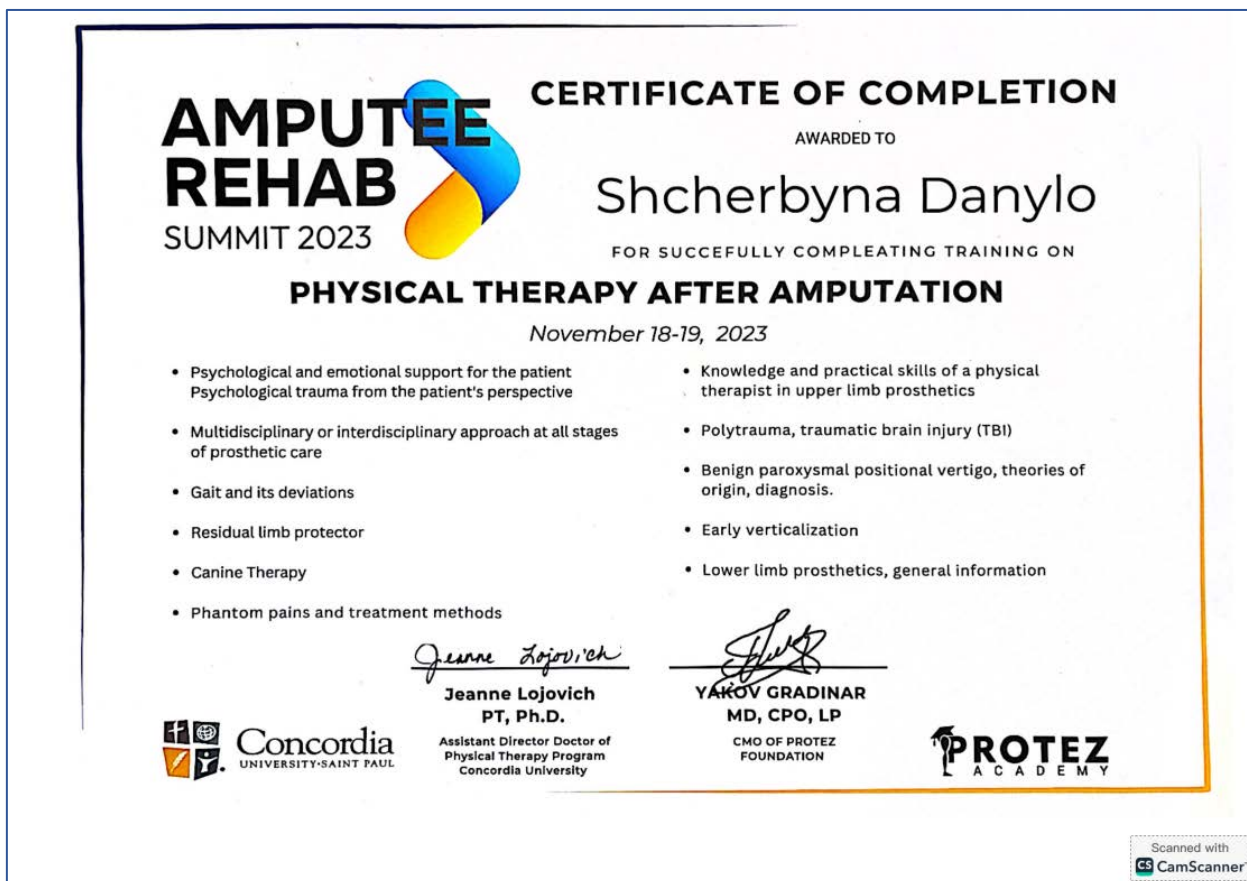 AMPUTEE
REHAB
SUMMIT 2023
CERTIFICATE OF COMPLETION
AWARDED TO
Shcherbyna Danylo
FOR SUCCEFULLY COMPLEATING TRAINING ON
PHYSICAL THERAPY AFTER AMPUTATION
November 18-19, 2023
• Psychological and emotional support for the patient
Psychological trauma from the patient's perspective
• Multidisciplinary or interdisciplinary approach at all stages
of prosthetic care
• Gait and its deviations
• Residual limb protector
• Canine Therapy
• Phantom pains and treatment methods
• Knowledge and practical skills of a physical
therapist in upper limb prosthetics
• Polytrauma, traumatic brain injury (TBI)
• Benign paroxysmal positional vertigo, theories of
origin, diagnosis.
• Early verticalization
• Lower limb prosthetics, general information
Jeanne Lojovich
Jeanne Lojovich
PT, Ph.D.
Assistant Director Doctor of
Physical Therapy Program
Concordia University
YAKOV GRADINAR
MD, CPO, LP
CMO OF PROTEZ
FOUNDATION
Concordia
UNIVERSITY·SAINT PAUL
PROTEZ
ACADEMY
Scanned with
CS CamScanner